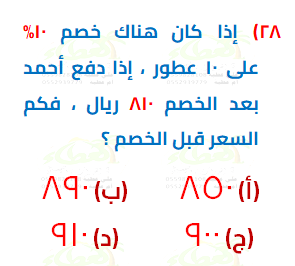 ٢٨) إذا كان هناك خصم ١٠%
على ١٠ عطور ، إذا دفع أحمد
بعد الخصم ٨١٠ ريال ، فكم
السعر قبل الخصم ؟
(أ) ٨٥٠ (ب) ٨٩٠
(ج) ٩٠٠ (د) ٩١٠